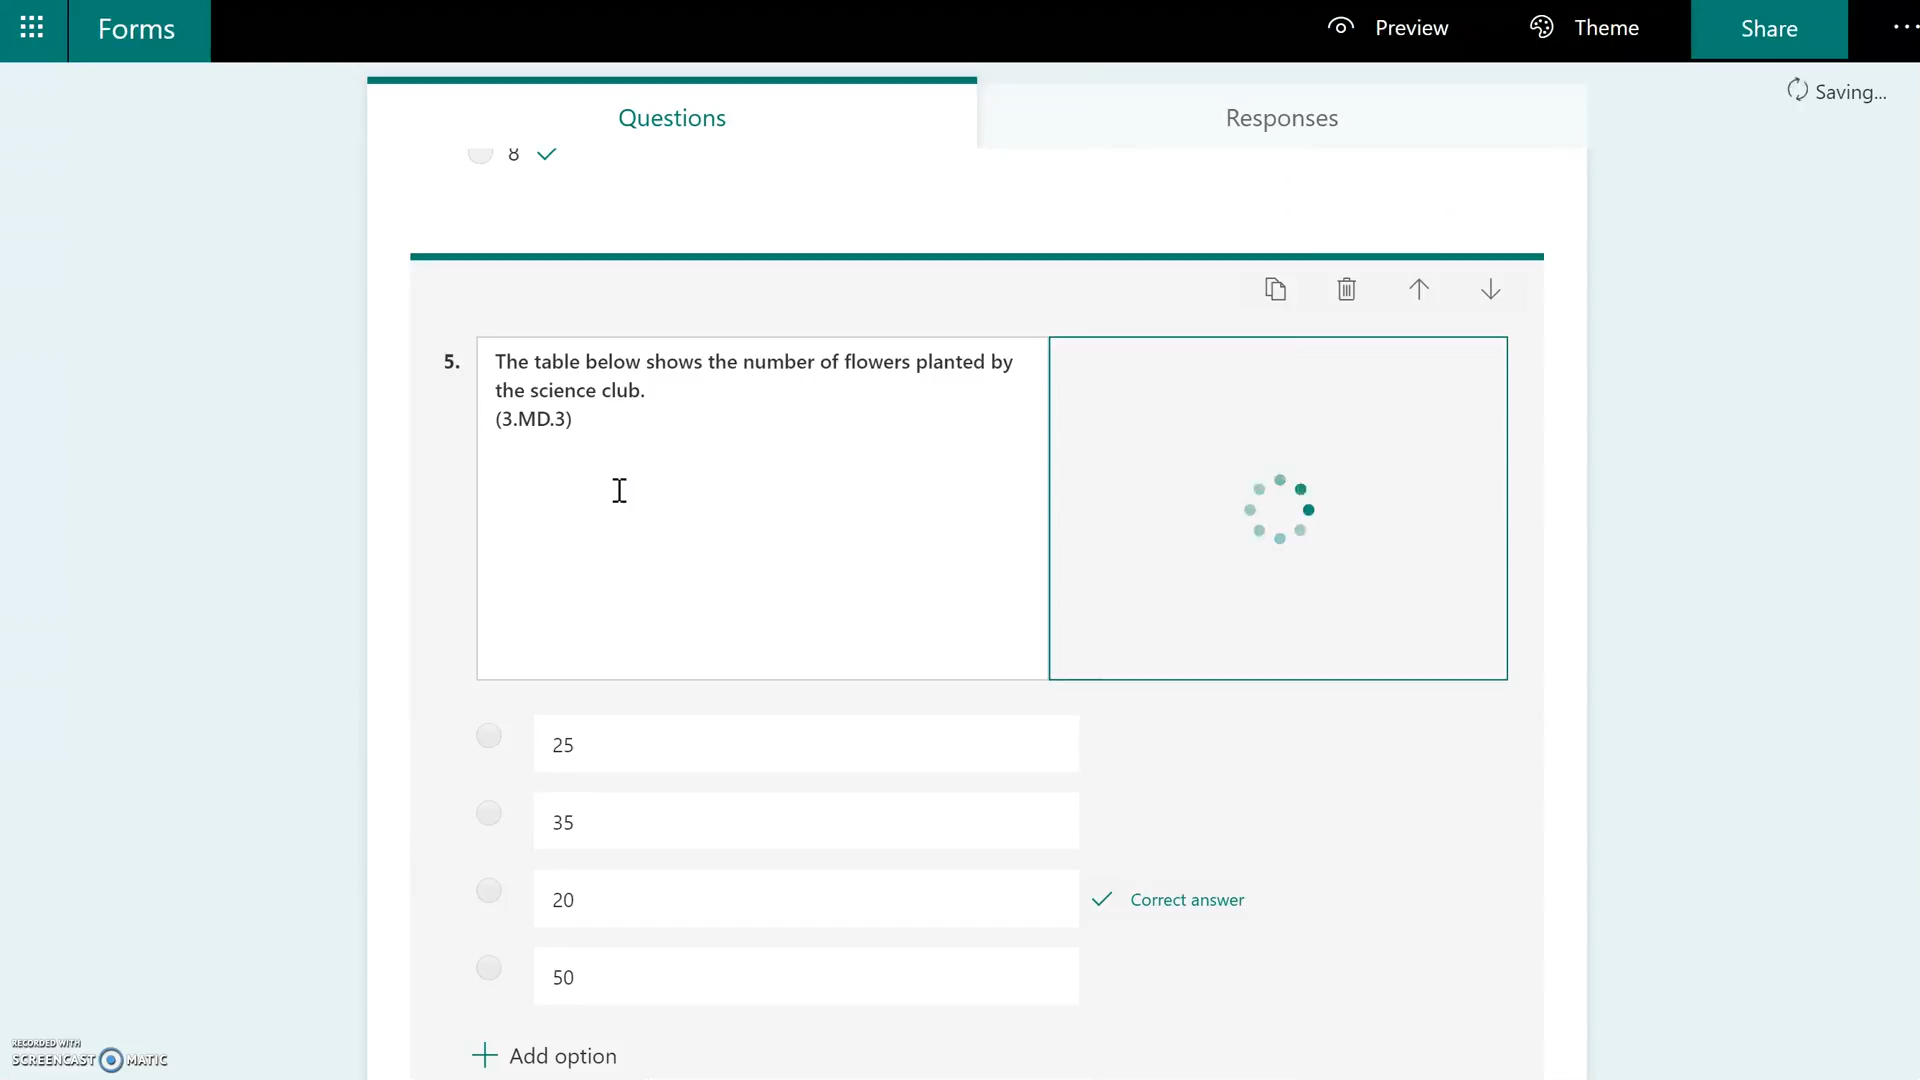 Forms
Preview
Theme
Share
Questions
Responses
Saving...
8
5.
The table below shows the number of flowers planted by
the science club.
(3.MD.3)
25
35
20
Correct answer
50
Add option
RECORDED WITH
SCREENCAST MATIC